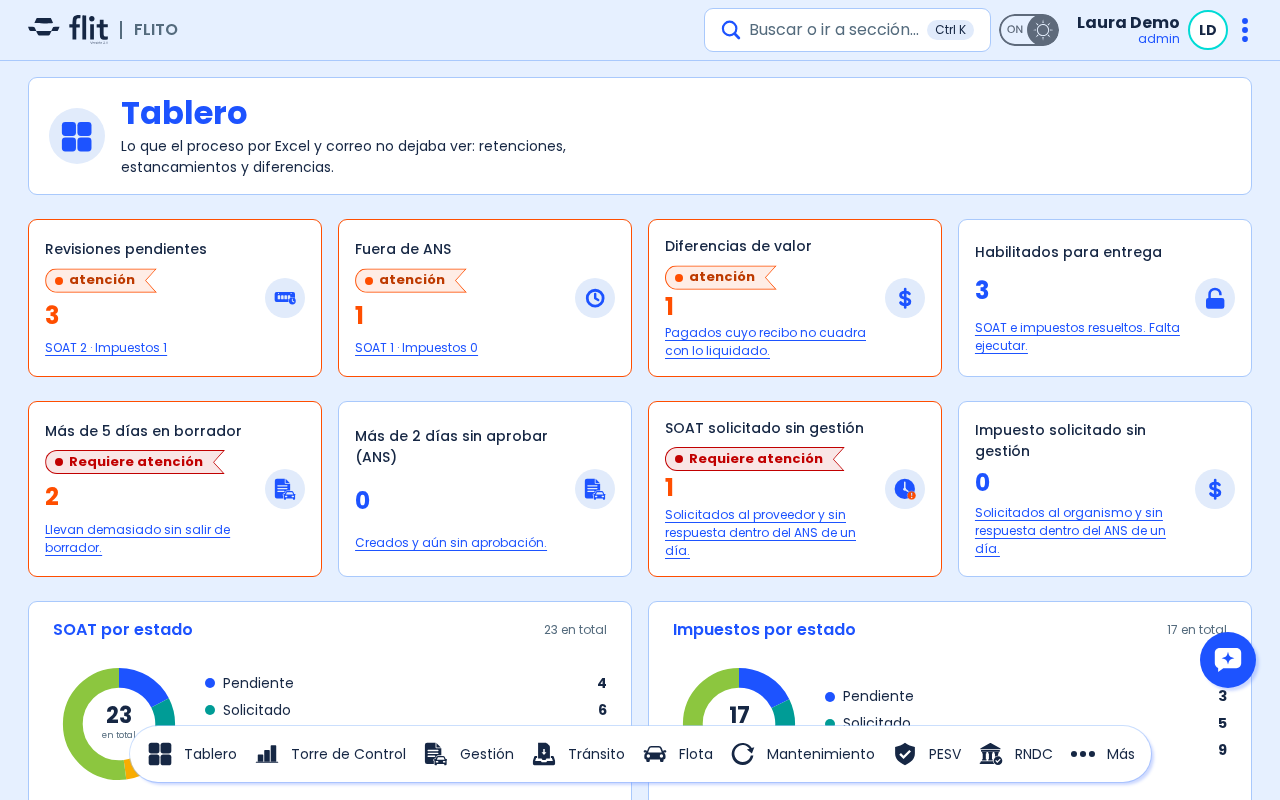 flit
FLITO
Buscar o ir a sección...
Ctrl K
ON
Laura Demo
admin
LD
Tablero
Lo que el proceso por Excel y correo no dejaba ver: retenciones,
estancamientos y diferencias.
Revisiones pendientes
atención
3
SOAT 2 · Impuestos 1
Fuera de ANS
atención
1
SOAT 1 · Impuestos 0
Diferencias de valor
atención
1
Pagados cuyo recibo no cuadra
con lo liquidado.
Habilitados para entrega
3
SOAT e impuestos resueltos. Falta
ejecutar.
Más de 5 días en borrador
Requiere atención
2
Llevan demasiado sin salir de
borrador.
Más de 2 días sin aprobar
(ANS)
0
Creados y aún sin aprobación.
SOAT solicitado sin gestión
Requiere atención
1
Solicitados al proveedor y sin
respuesta dentro del ANS de un
día.
Impuesto solicitado sin
gestión
0
Solicitados al organismo y sin
respuesta dentro del ANS de un
día.
SOAT por estado
23 en total
23
en total
Pendiente
4
Solicitado
6
Impuestos por estado
17 en total
17
Pendiente
3
Solicitado
5
9
Tablero
Torre de Control
Gestión
Tránsito
Flota
Mantenimiento
PESV
RNDC
Más